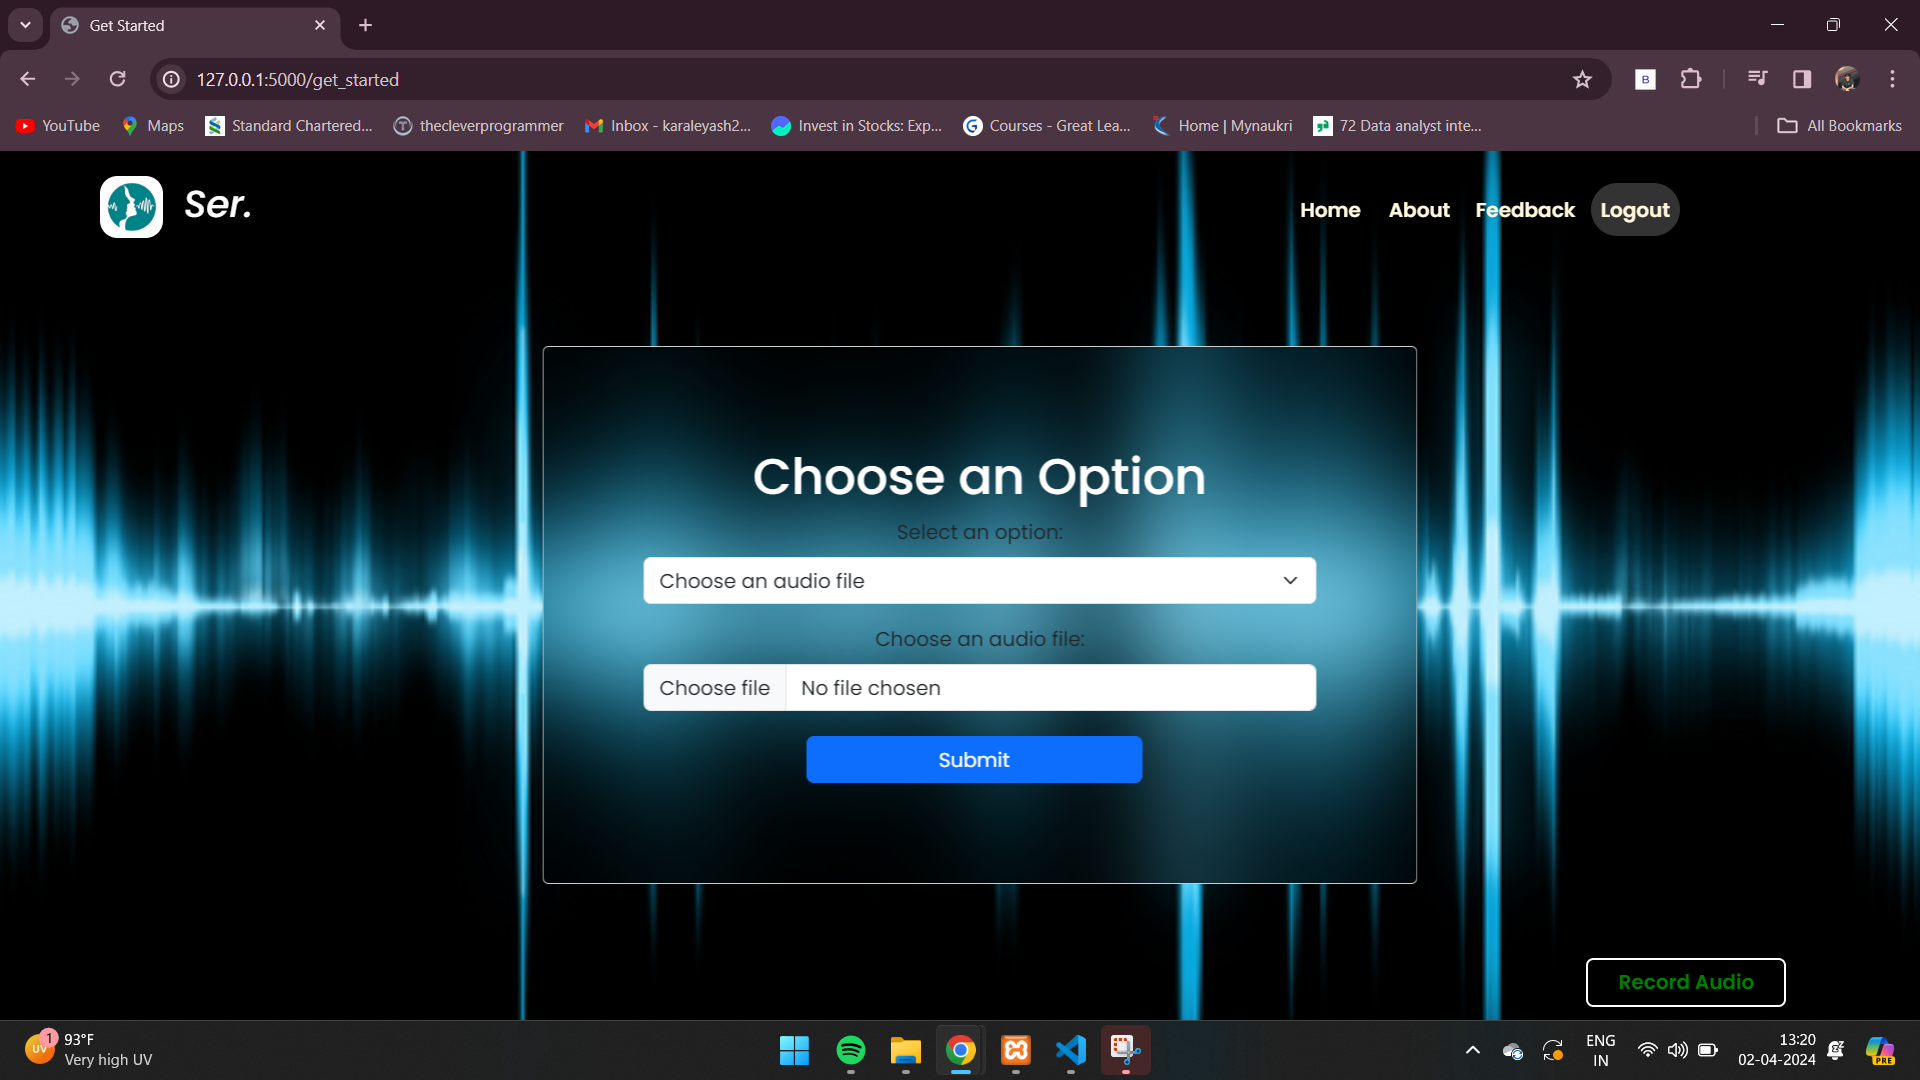 Get Started
127.0.0.1:5000/get_started
B
YouTube
Maps
Standard Chartered...
thecleverprogrammer
Inbox - karaleyash2...
Invest in Stocks: Exp...
Courses - Great Lea...
Home | Mynaukri
72 Data analyst inte...
All Bookmarks
Ser.
Home
About
Feedback
Logout
Choose an Option
Select an option:
Choose an audio file
Choose an audio file:
Choose file
No file chosen
Submit
Record Audio
1
UV
93°F
Very high UV
ENG
IN
13:20
02-04-2024
PRE